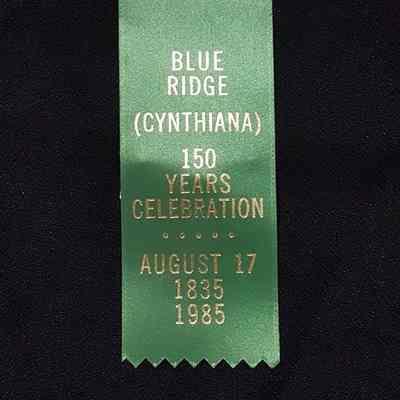 BLUE
RIDGE
(CYNTHIANA)
150
YEARS
CELEBRATION
.....
AUGUST 17
1835
1985